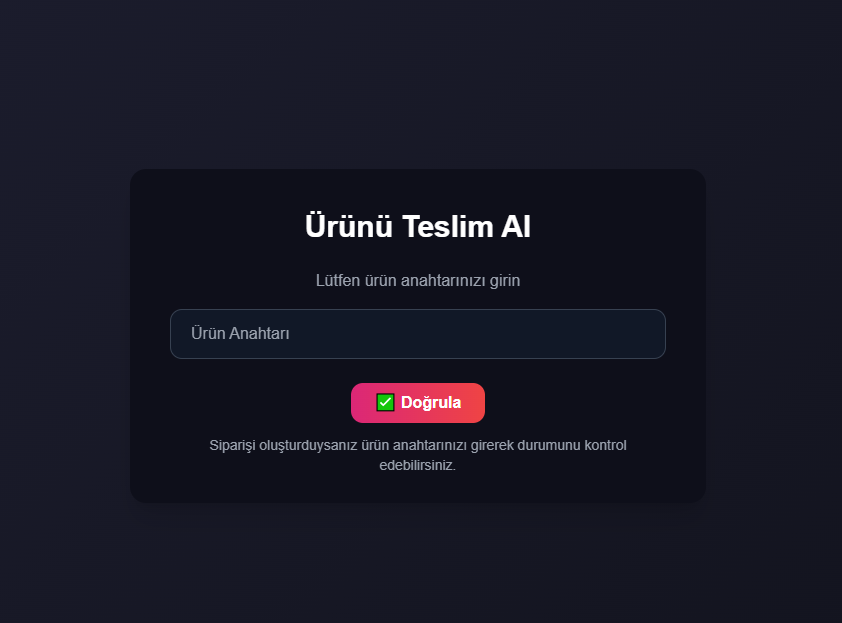 Ürünü Teslim Al
Lütfen ürün anahtarınızı girin
Ürün Anahtarı
✅ Doğrula
Siparişi oluşturduysanız ürün anahtarınızı girerek durumunu kontrol
edebilirsiniz.